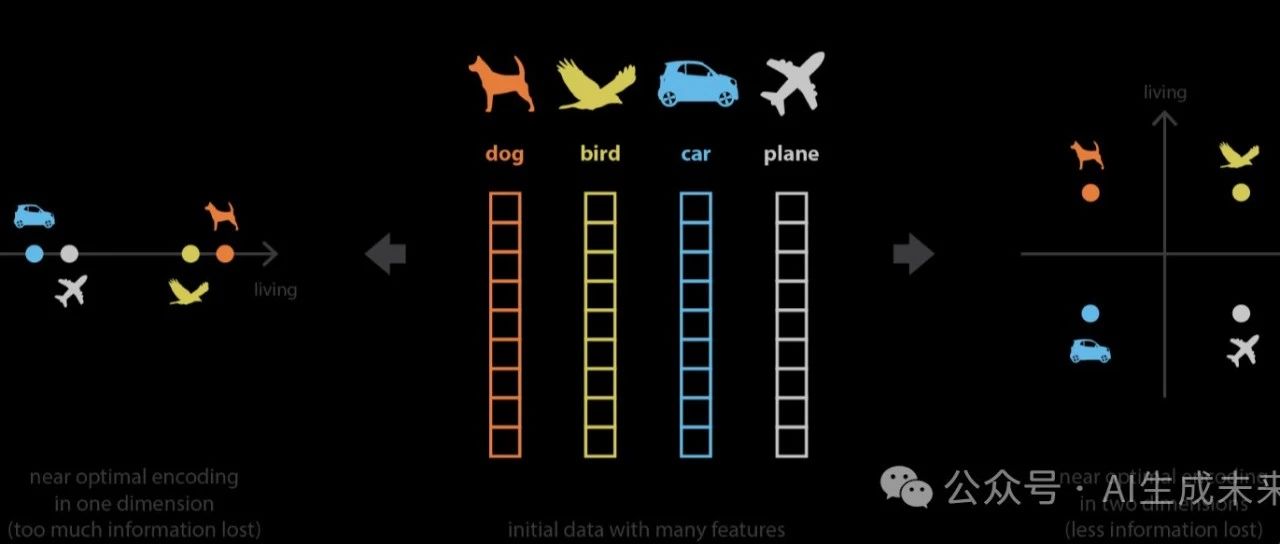 dog
bird
car
plane
living
living
near optimal encoding
in one dimension
(too much information lost)
initial data with many features
near optimal encoding
in two dimensions
(less information lost)
公众号 · AI生成未来